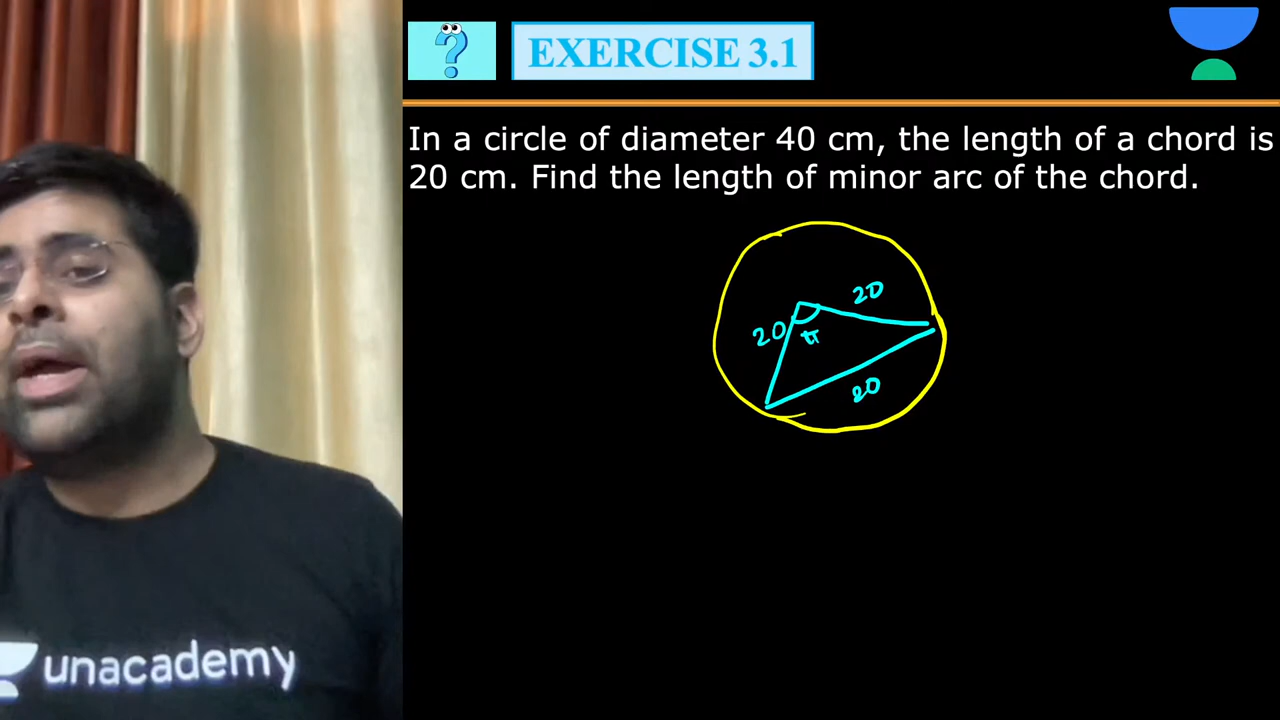 ?
EXERCISE 3.1
In a circle of diameter 40 cm, the length of a chord is
20 cm. Find the length of minor arc of the chord.
20
20
π
20
unacademy